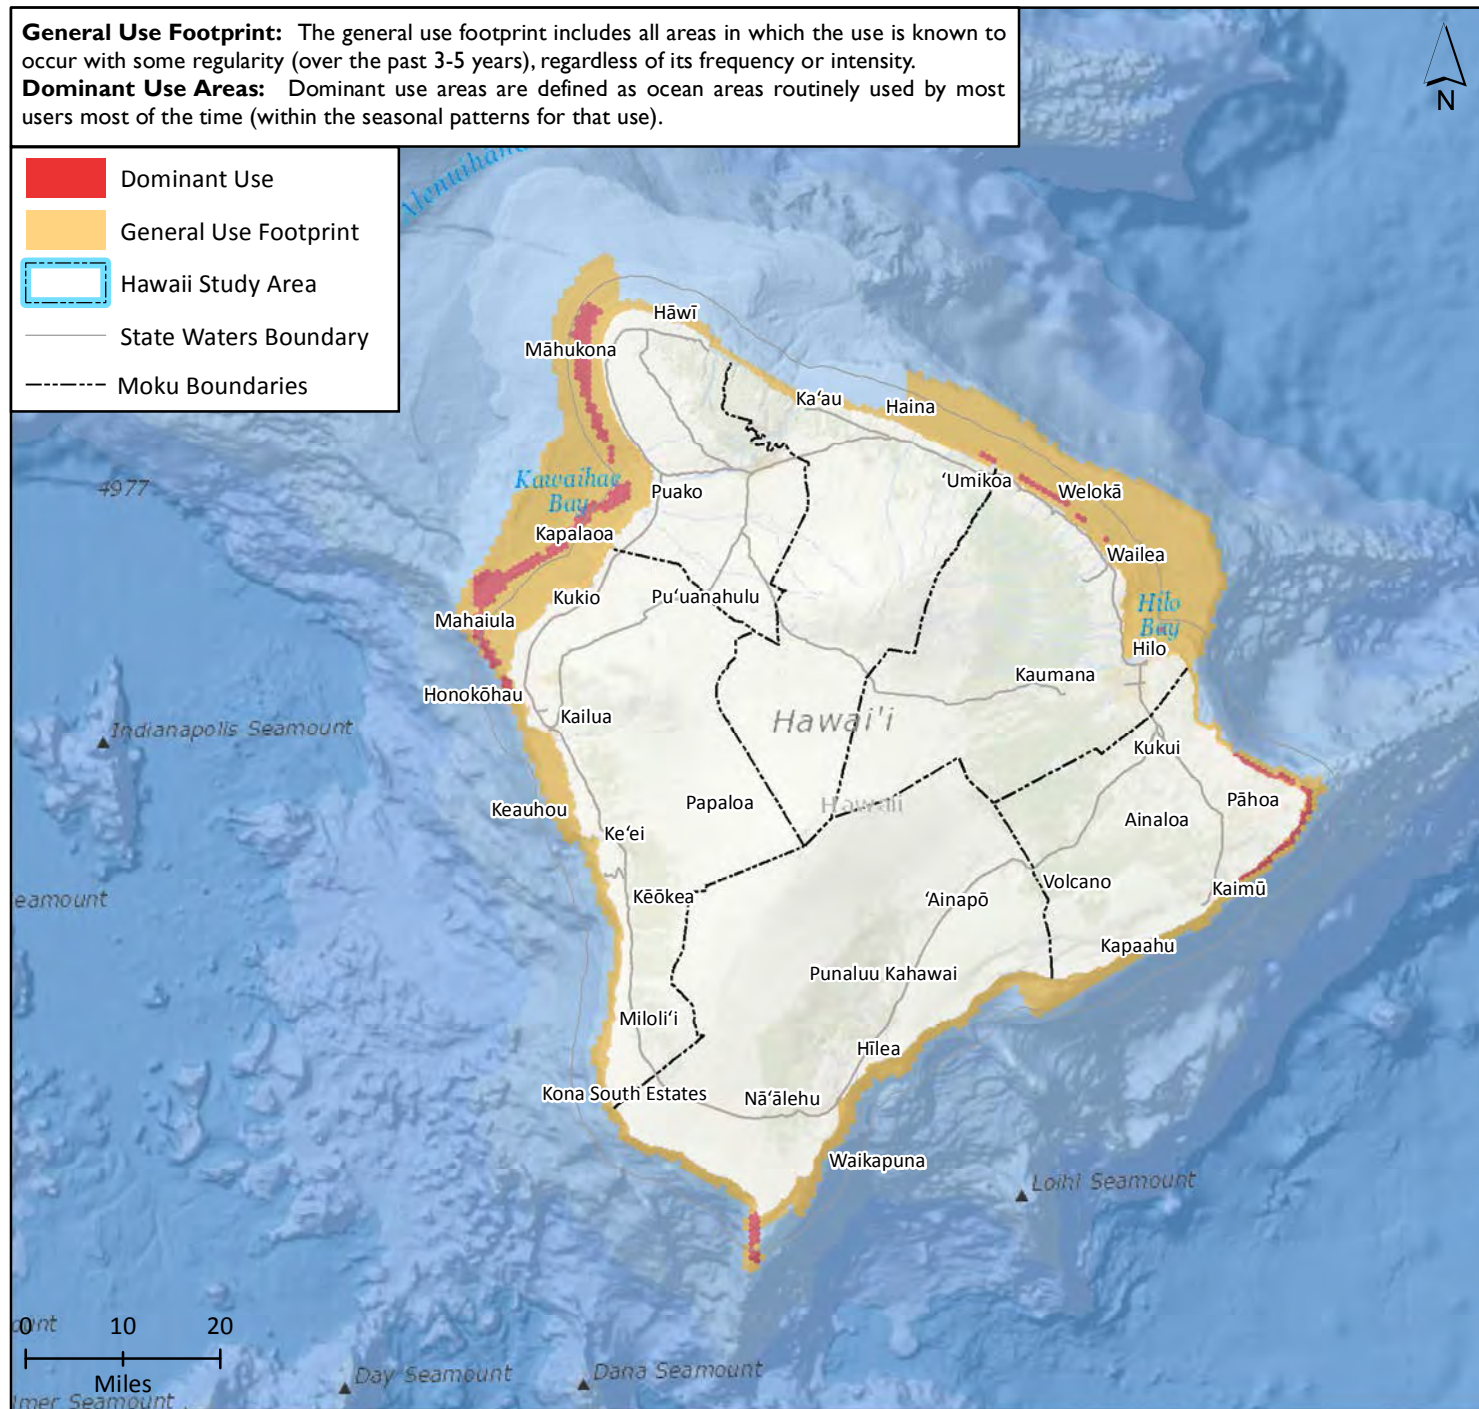 General Use Footprint: The general use footprint includes all areas in which the use is known to
occur with some regularity (over the past 3-5 years), regardless of its frequency or intensity.
Dominant Use Areas: Dominant use areas are defined as ocean areas routinely used by most
users most of the time (within the seasonal patterns for that use).
N
Dominant Use
General Use Footprint
Hawaii Study Area
State Waters Boundary
Moku Boundaries
Hāwī
Māhukona
Kaʻau
Haina
Kawaihae
Bay
4977
Puako
ʻUmikoa
Welokā
Kapalaoa
Wailea
Kukio
Puʻuanahulu
Hilo
Bay
Mahaiula
Hilo
Kaumana
Honokōhau
Kailua
Hawai'i
Indianapolis Seamount
Kukui
Keauhou
Papaloa
Hawaii
Pāhoa
Keʻei
Ainaloa
Kēōkea
ʻAinapō
Volcano
Kaimū
eamount
Kapaahu
Punaluu Kahawai
Miloliʻi
Hīlea
Kona South Estates
Nāʻālehu
Waikapuna
Loihi Seamount
ount
0 10 20
Miles
Day Seamount
Dana Seamount
lmer Seamount